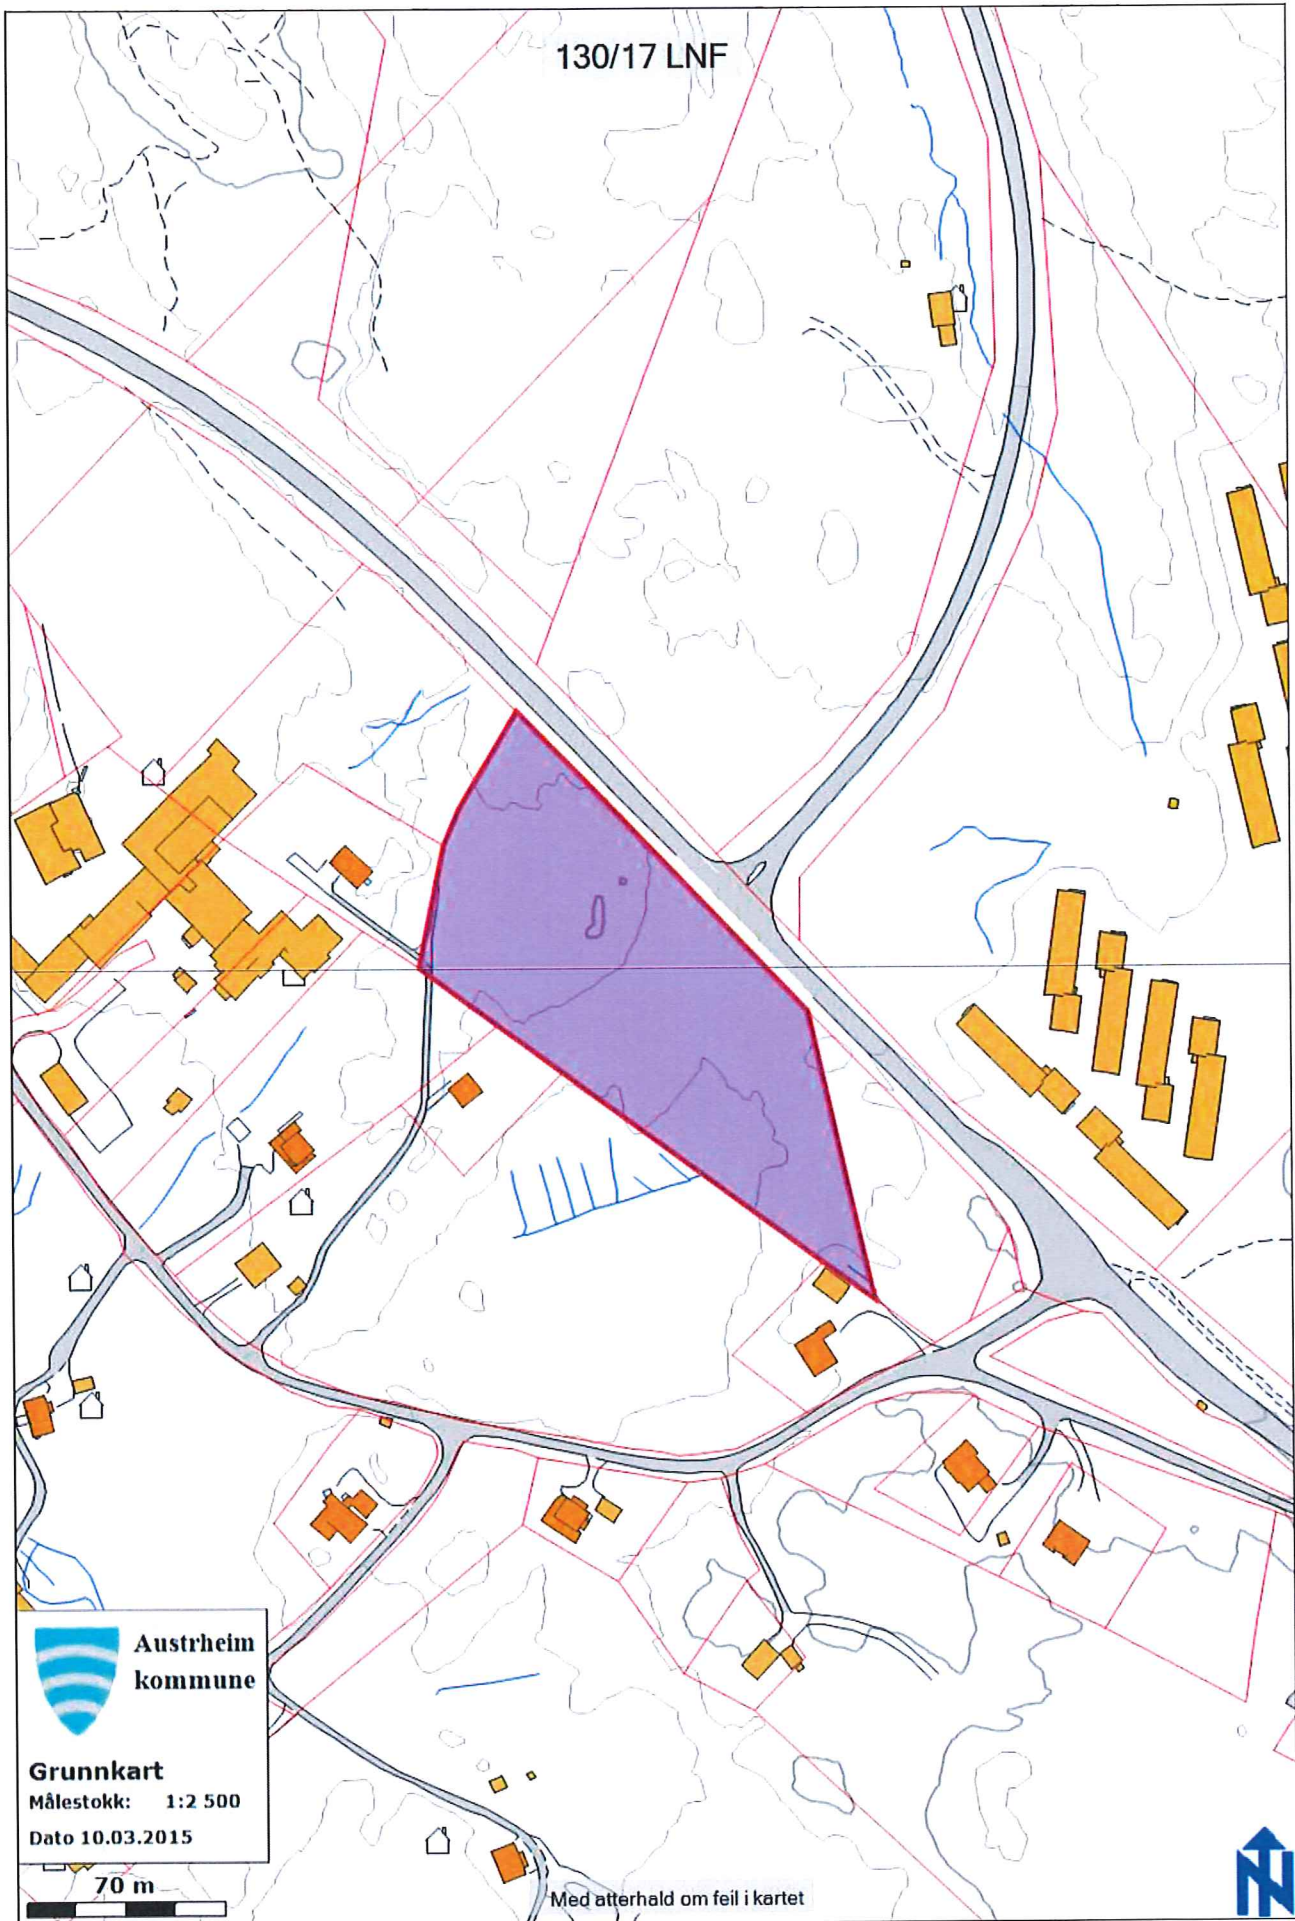 130/17 LNF
Austrheim
kommune
Grunnkart
Målestokk: 1:2 500
Dato 10.03.2015
70 m
Med atterhald om feil i kartet
N